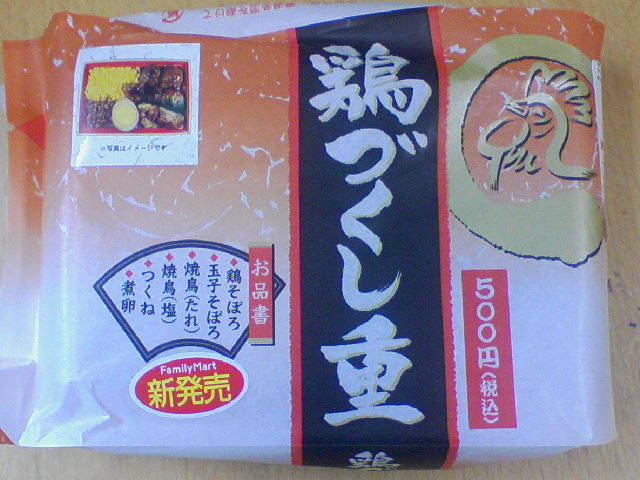 鶏づくし重
鶏
500円(税込)
お品書
鶏そぼろ
玉子そぼろ
焼鳥(たれ)
焼鳥(塩)
つくね
煮卵
FamilyMart
新発売
※写真はイメージです